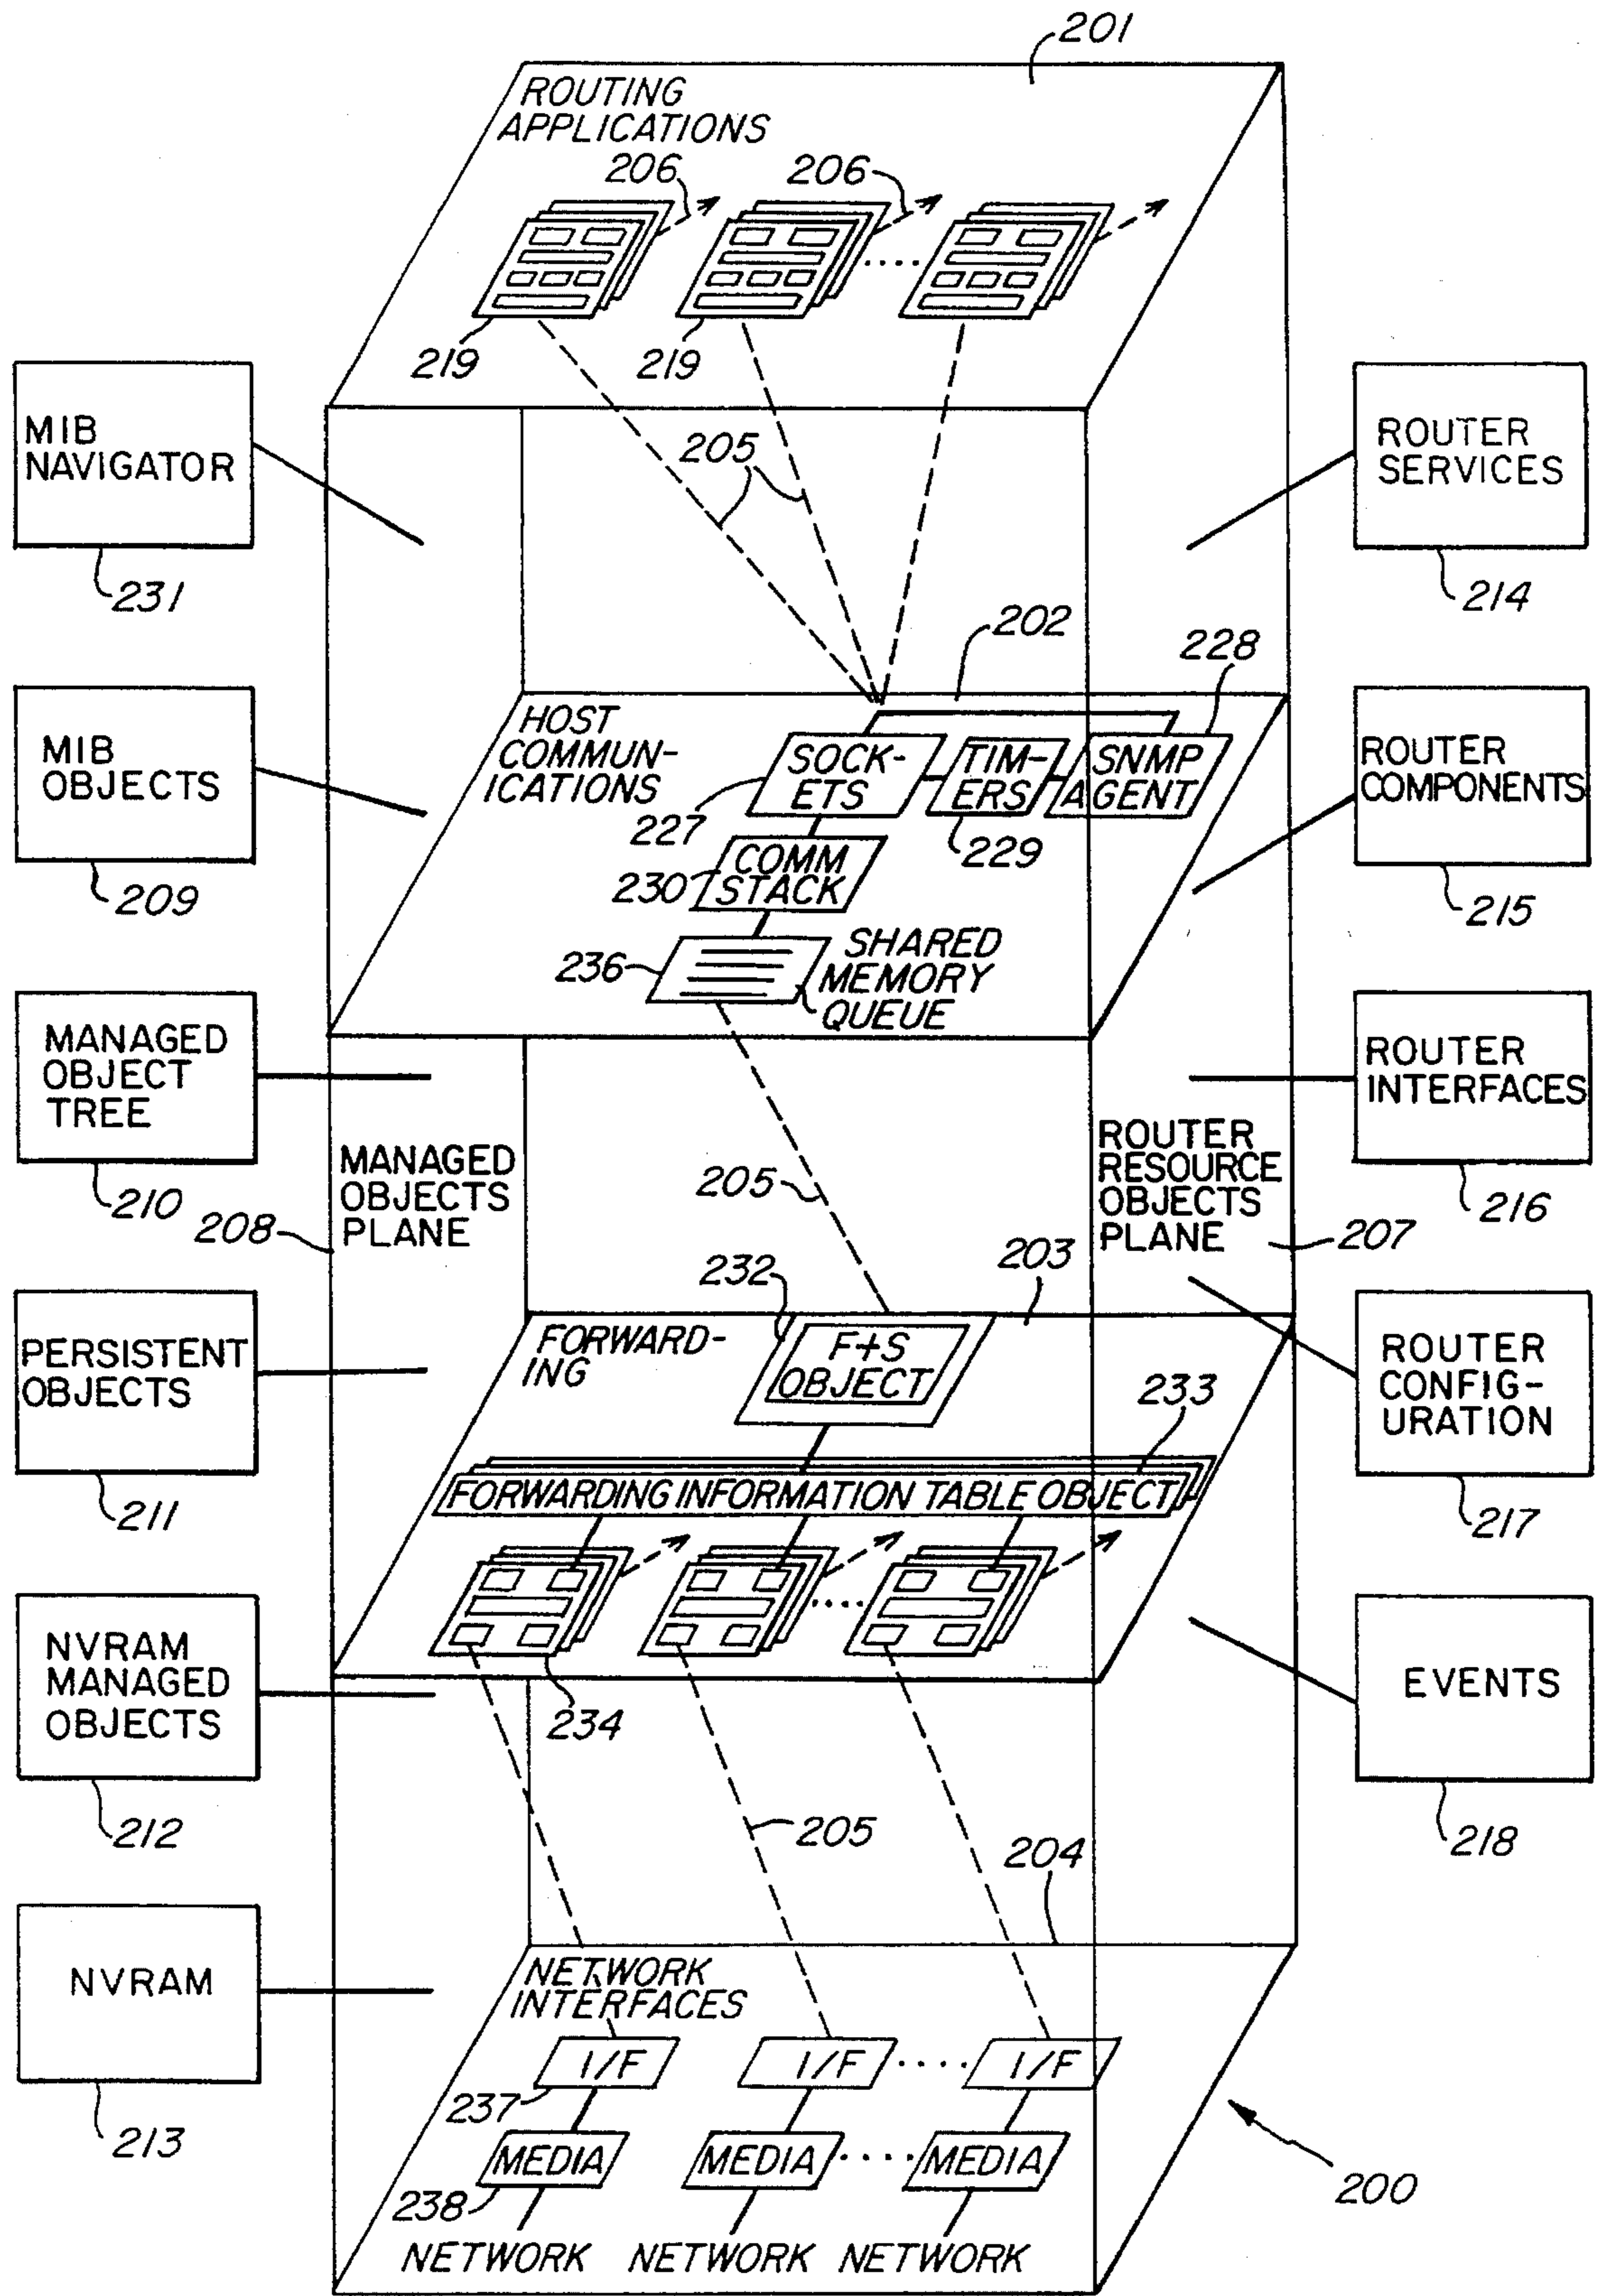 201
ROUTING
APPLICATIONS
206
206
219
219
MIB
NAVIGATOR
231
ROUTER
SERVICES
214
205
202
228
MIB
OBJECTS
209
HOST
COMMUN-
ICATIONS
SOCK-
ETS
227
TIM-
ERS
229
SNMP
AGENT
ROUTER
COMPONENTS
215
COMM
STACK
230
236
SHARED
MEMORY
QUEUE
MANAGED
OBJECT
TREE
210
ROUTER
INTERFACES
216
MANAGED
OBJECTS
PLANE
208
205
ROUTER
RESOURCE
OBJECTS
PLANE
207
232
203
PERSISTENT
OBJECTS
211
FORWARD-
ING
F+S
OBJECT
233
ROUTER
CONFIG-
URATION
217
FORWARDING INFORMATION TABLE OBJECT
234
NVRAM
MANAGED
OBJECTS
212
EVENTS
218
205
204
NVRAM
213
NETWORK
INTERFACES
I/F
I/F
I/F
237
MEDIA
MEDIA
MEDIA
238
200
NETWORK
NETWORK
NETWORK